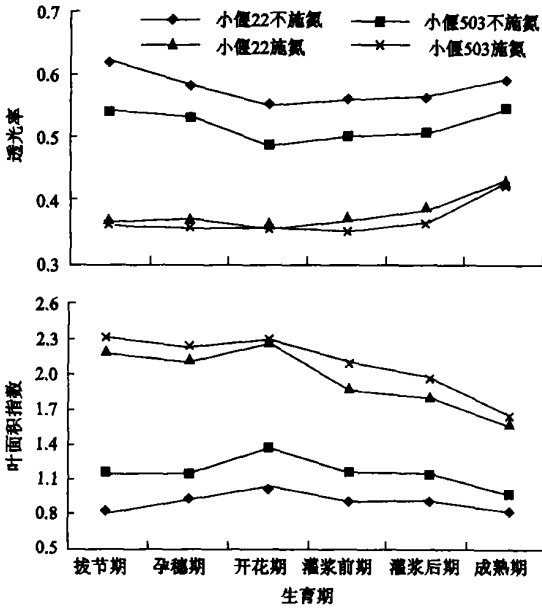 小偃22不施氮 小偃503不施氮
小偃22施氮 小偃503施氮
透光率
0.7
0.6
0.5
0.4
0.3
叶面积指数
2.6
2.3
2.0
1.7
1.4
1.1
0.8
0.5
拔节期 孕穗期 开花期 灌浆前期 灌浆后期 成熟期
生育期